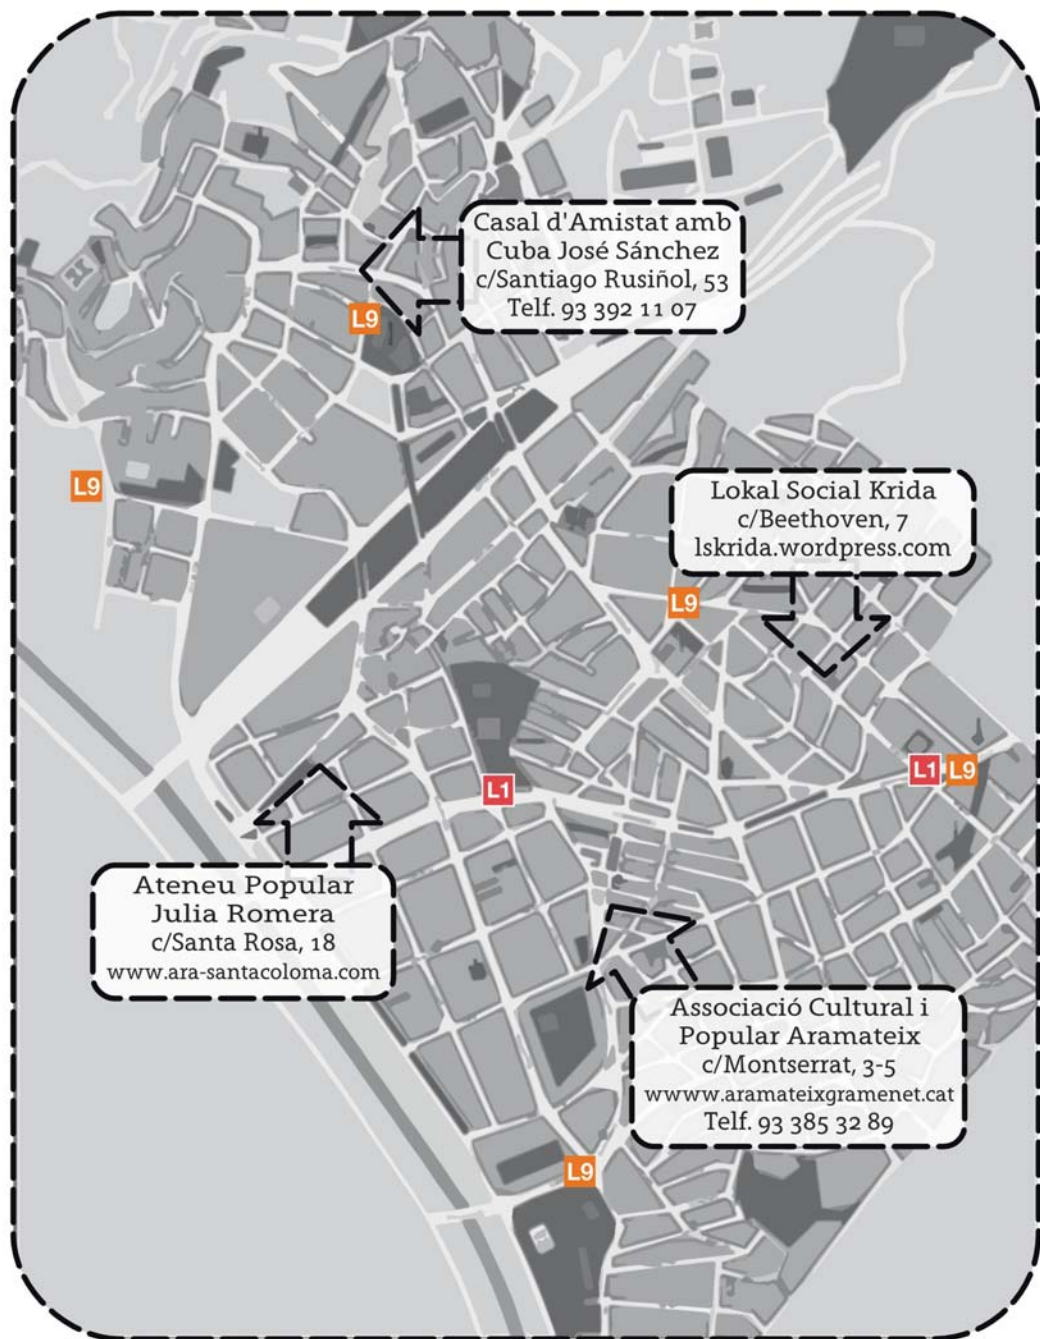 Casal d'Amistat amb
Cuba José Sánchez
c/Santiago Rusiñol, 53
Telf. 93 392 11 07
L9
L9
Lokal Social Krida
c/Beethoven, 7
lskrida.wordpress.com
L9
L1 L9
L1
Ateneu Popular
Julia Romera
c/Santa Rosa, 18
www.ara-santacoloma.com
Associació Cultural i
Popular Aramateix
c/Montserrat, 3-5
wwww.aramateixgramenet.cat
Telf. 93 385 32 89
L9